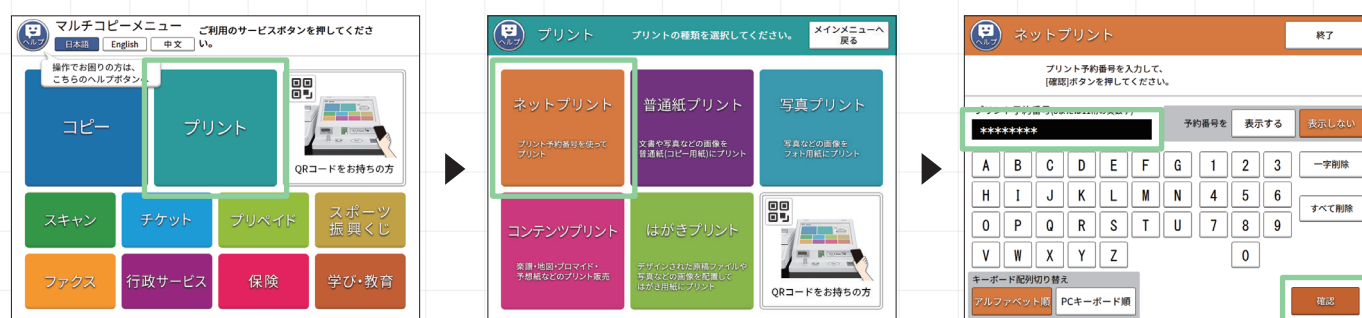 ヘルプ
マルチコピーメニュー
日本語
English
中文
ご利用のサービスボタンを押してくださ
い。
操作でお困りの方は、
こちらのヘルプボタンへ
コピー
プリント
QRコードをお持ちの方
スキャン
チケット
プリペイド
スポーツ
振興くじ
ファクス
行政サービス
保険
学び・教育
ヘルプ
プリント
プリントの種類を選択してください。
メインメニューへ
戻る
ネットプリント
プリント予約番号を使って
プリント
普通紙プリント
文書や写真などの画像を
普通紙(コピー用紙)にプリント
写真プリント
写真などの画像を
フォト用紙にプリント
コンテンツプリント
楽譜・地図・ブロマイド・
予想紙などのプリント販売
はがきプリント
デザインされた原稿ファイルや
写真などの画像を配置して
はがき用紙にプリント
QRコードをお持ちの方
ヘルプ
ネットプリント
終了
プリント予約番号を入力して、
[確認]ボタンを押してください。
********
予約番号を
表示する
表示しない
A B C D E F G 1 2 3
一字削除
H I J K L M N 4 5 6
すべて削除
O P Q R S T U 7 8 9
V W X Y Z 0
キーボード配列切り替え
アルファベット順
PCキーボード順
確認